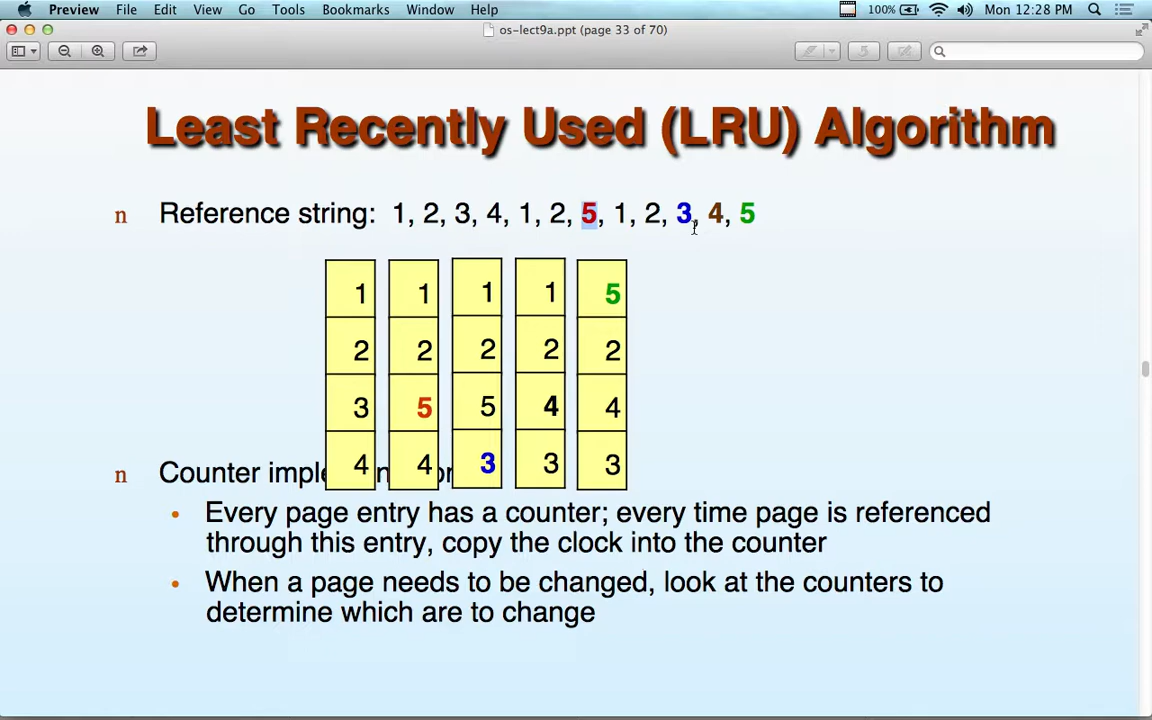 Preview File Edit View Go Tools Bookmarks Window Help 100% Mon 12:28 PM
os-lect9a.ppt (page 33 of 70)
Least Recently Used (LRU) Algorithm
n Reference string: 1, 2, 3, 4, 1, 2, 5, 1, 2, 3, 4, 5
1 1 1 1 5
2 2 2 2 2
3 5 5 4 4
4 4 3 3 3
n Counter imple
• Every page entry has a counter; every time page is referenced
through this entry, copy the clock into the counter
• When a page needs to be changed, look at the counters to
determine which are to change